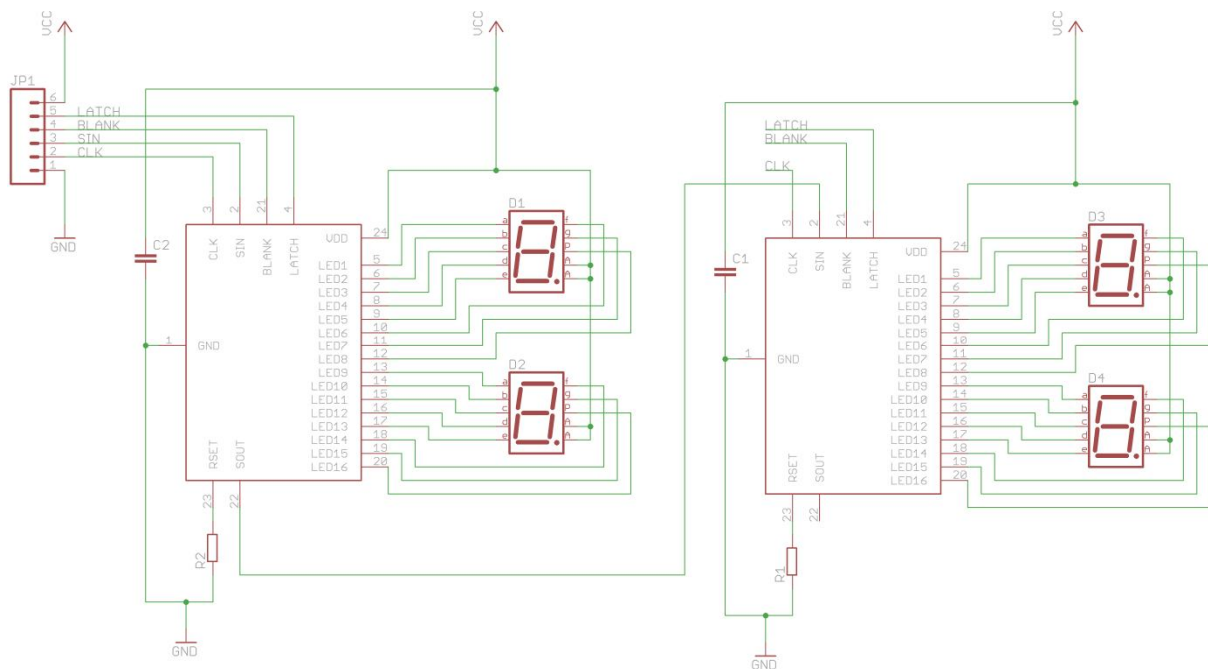 VCC
VCC
VCC
JP1
6
5
4
3
2
1
LATCH
BLANK
SIN
CLK
GND
C2
3
2
21
4
CLK
SIN
BLANK
LATCH
VDD
24
LED1
5
LED2
6
LED3
7
LED4
8
LED5
9
LED6
10
LED7
11
LED8
12
LED9
13
LED10
14
LED11
15
LED12
16
LED13
17
LED14
18
LED15
19
LED16
20
1
GND
RSET
SOUT
23
22
R2
GND
D1
a
b
c
d
e
f
g
P
A
A
D2
a
b
c
d
e
f
g
P
A
A
LATCH
BLANK
CLK
C1
3
2
21
4
CLK
SIN
BLANK
LATCH
VDD
24
LED1
5
LED2
6
LED3
7
LED4
8
LED5
9
LED6
10
LED7
11
LED8
12
LED9
13
LED10
14
LED11
15
LED12
16
LED13
17
LED14
18
LED15
19
LED16
20
1
GND
RSET
SOUT
23
22
R1
GND
D3
a
b
c
d
e
f
g
P
A
A
D4
a
b
c
d
e
f
g
P
A
A